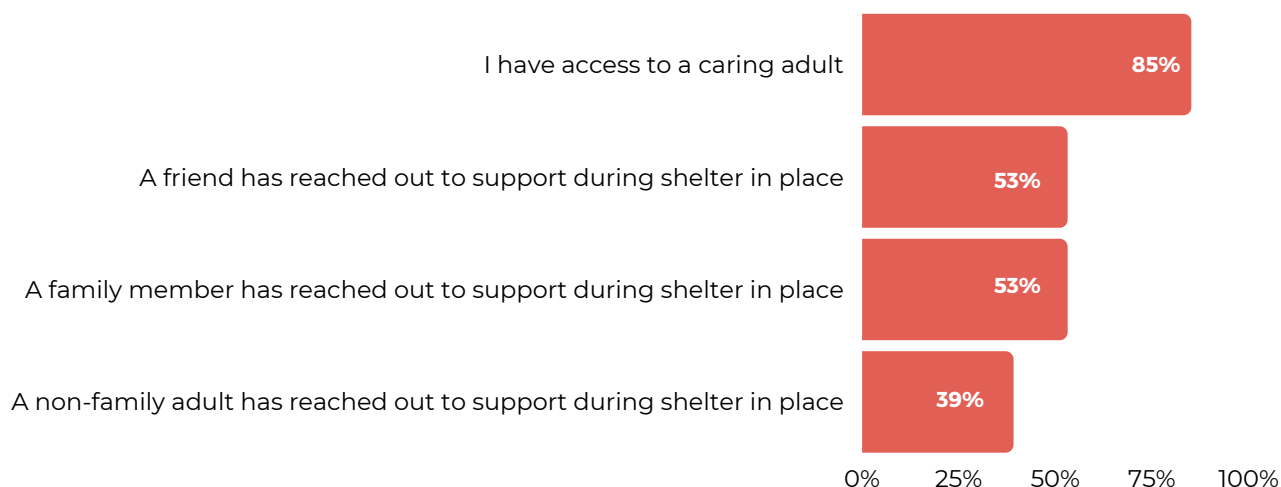 I have access to a caring adult
85%
A friend has reached out to support during shelter in place
53%
A family member has reached out to support during shelter in place
53%
A non-family adult has reached out to support during shelter in place
39%
0% 25% 50% 75% 100%